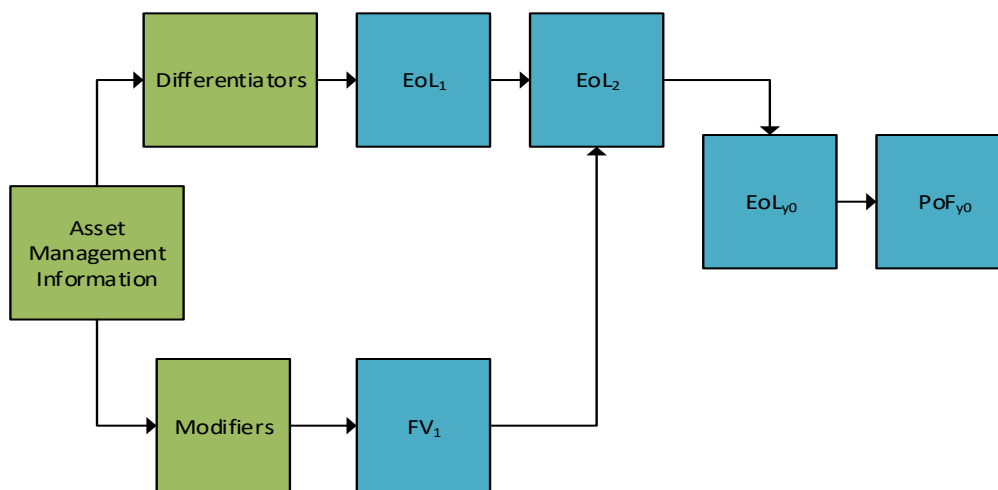 Differentiators
EoL₁
EoL₂
EoLy0
PoFy0
Asset
Management
Information
Modifiers
FV₁